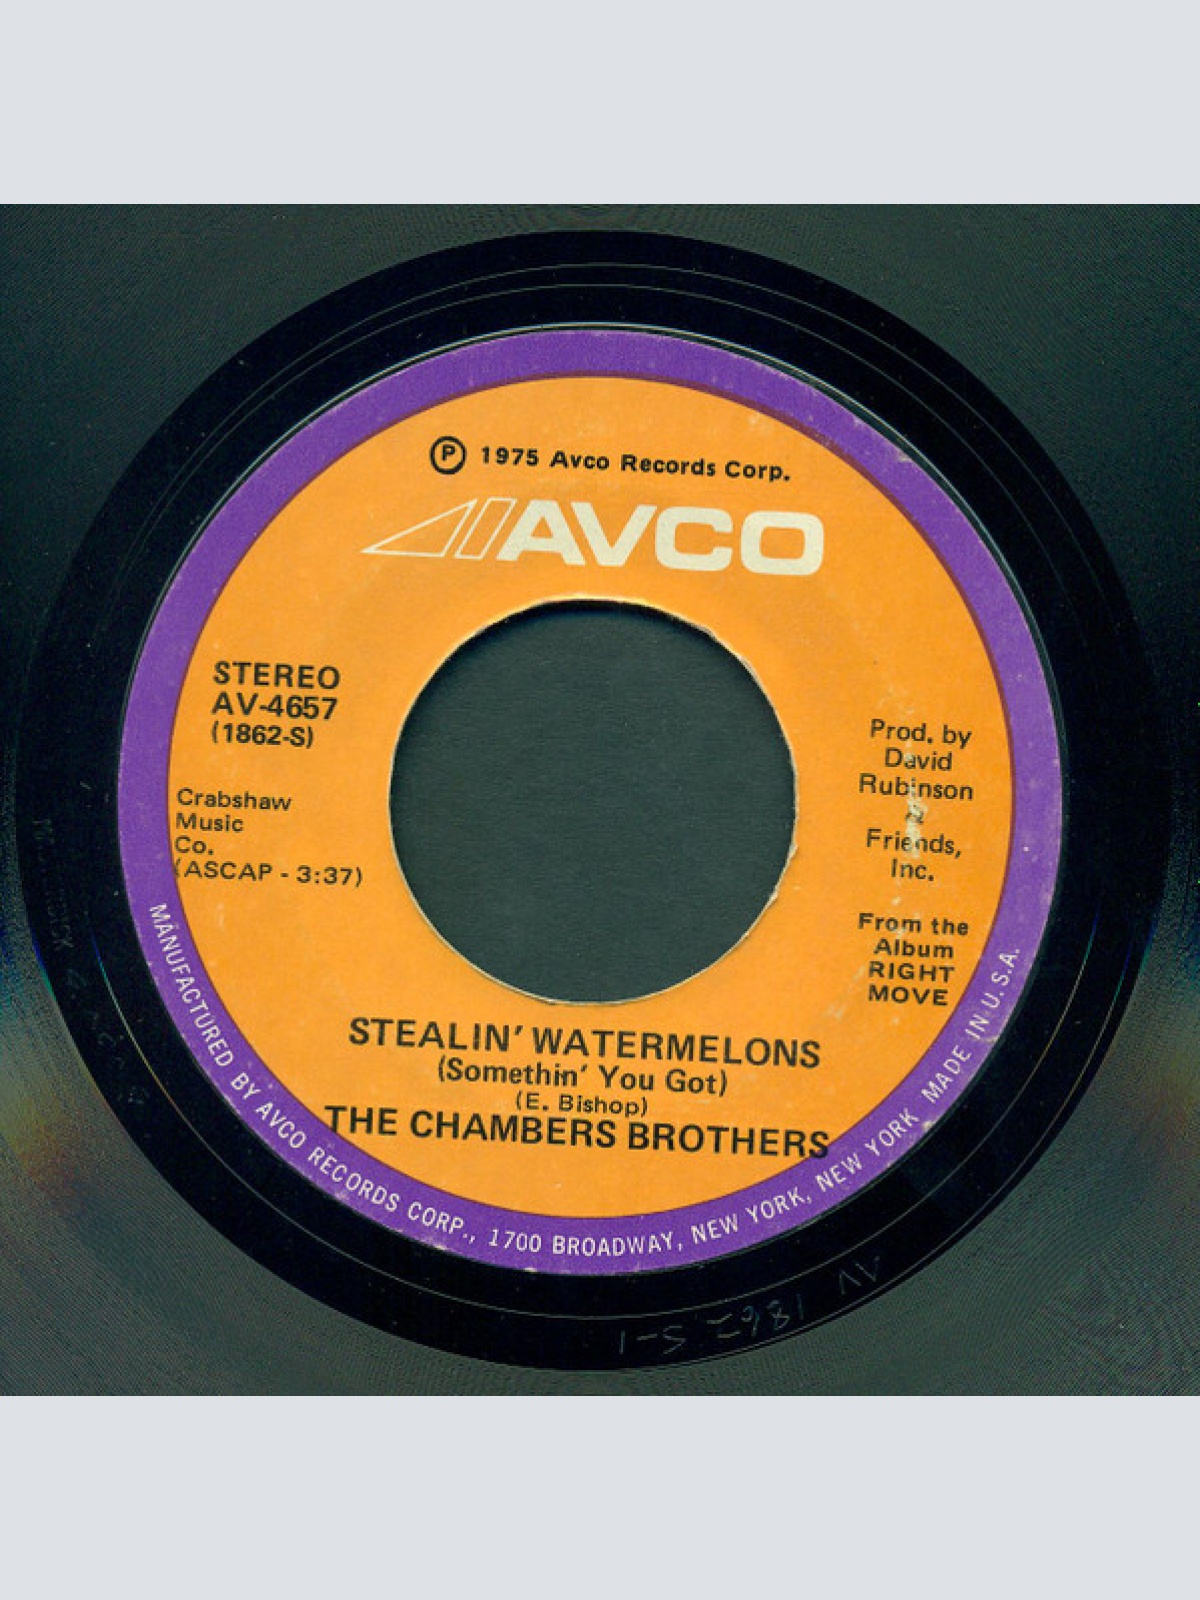 Ⓟ 1975 Avco Records Corp.
AVCO
STEREO
AV-4657
(1862-S)
Crabshaw
Music
Co.
(ASCAP - 3:37)
Prod. by
David
Rubinson
&
Friends,
Inc.
From the
Album
RIGHT
MOVE
STEALIN' WATERMELONS
(Somethin' You Got)
(E. Bishop)
THE CHAMBERS BROTHERS
MANUFACTURED BY AVCO RECORDS CORP., 1700 BROADWAY, NEW YORK, NEW YORK MADE IN U.S.A.
AV 1862 S-1